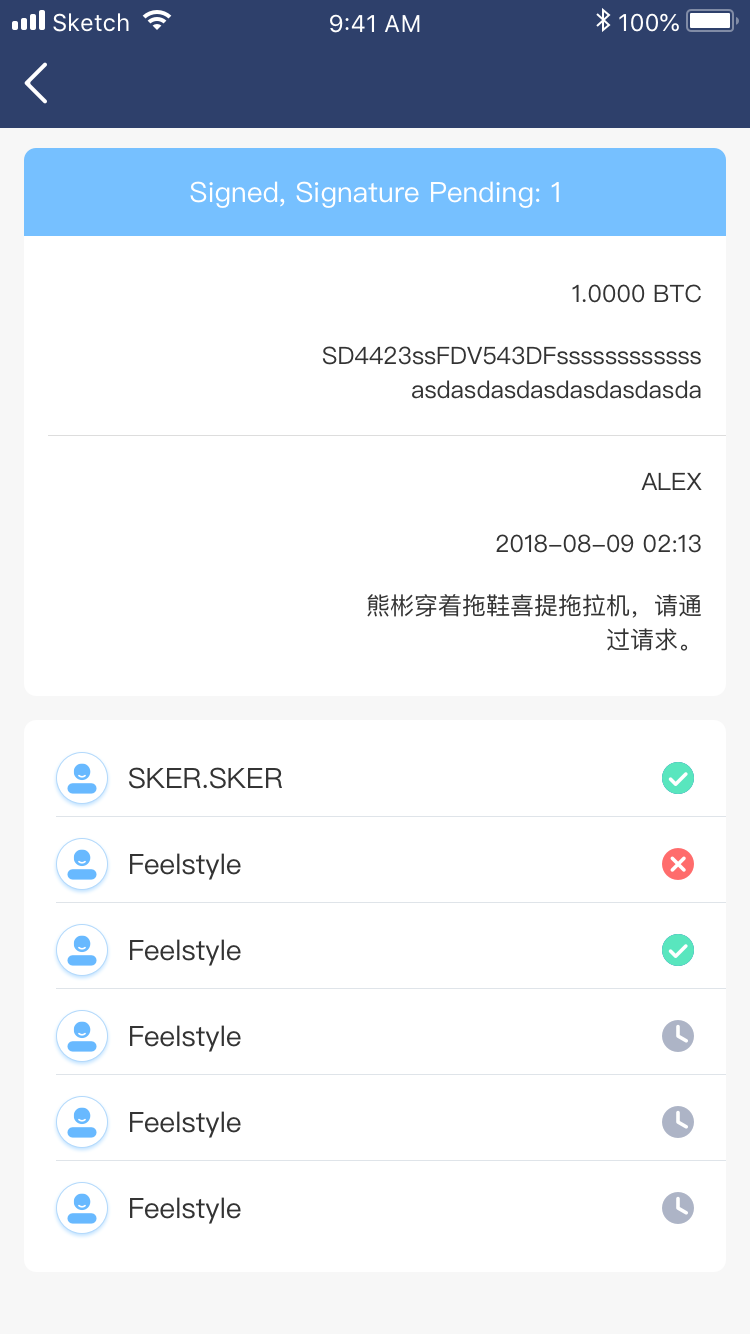 Sketch 9:41 AM 100%
Signed, Signature Pending: 1
1.0000 BTC
SD4423ssFDV543DFsssssssssssss
asdasdasdasdasdasdasda
ALEX
2018-08-09 02:13
熊彬穿着拖鞋喜提拖拉机，请通
过请求。
SKER.SKER
Feelstyle
Feelstyle
Feelstyle
Feelstyle
Feelstyle